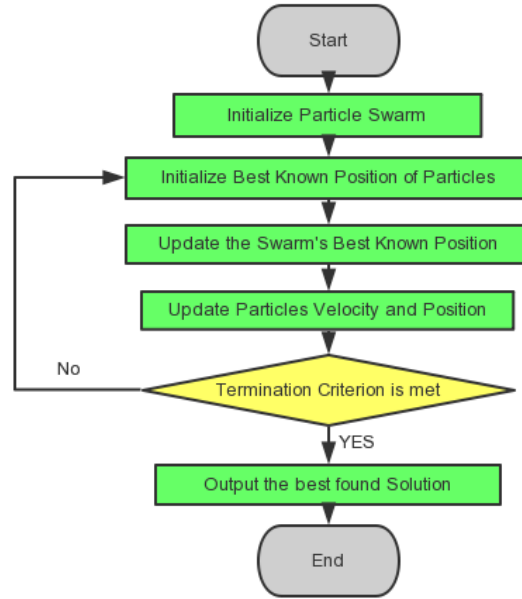 Start
Initialize Particle Swarm
Initialize Best Known Position of Particles
Update the Swarm's Best Known Position
Update Particles Velocity and Position
No
Termination Criterion is met
YES
Output the best found Solution
End